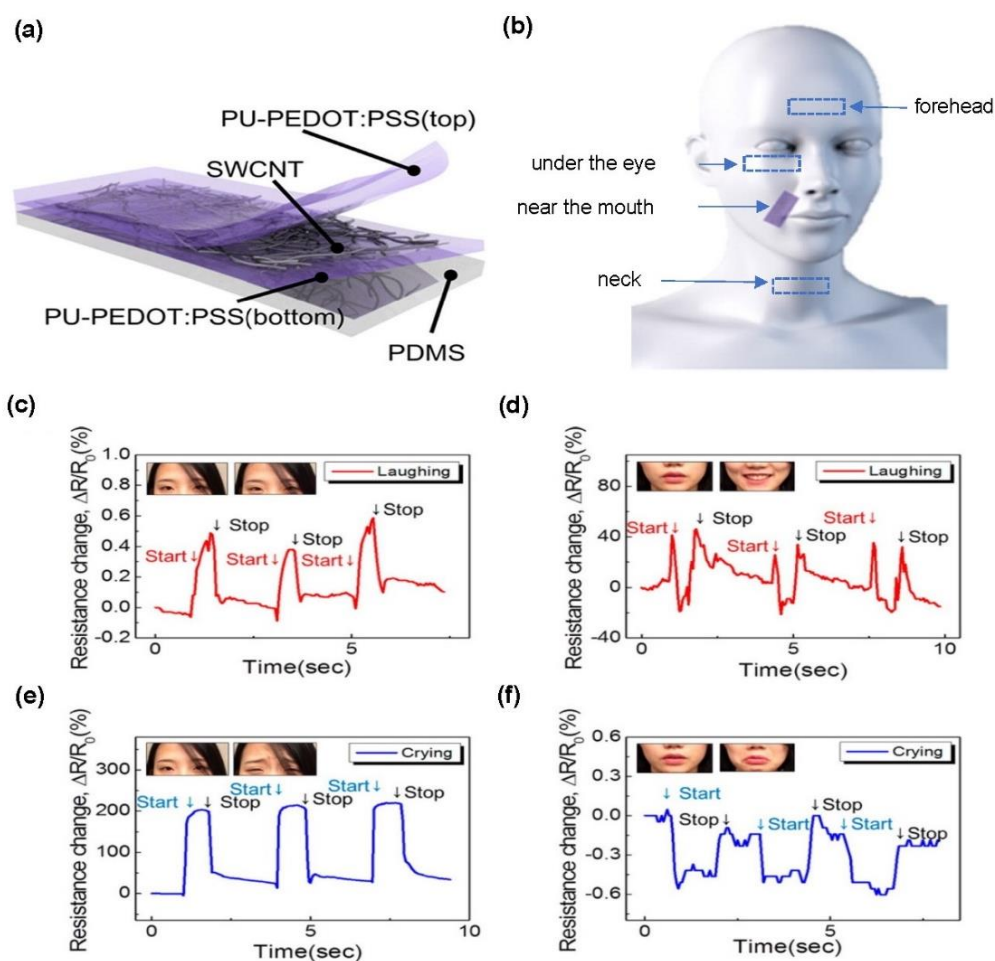 (a)
PU-PEDOT:PSS(top)
SWCNT
PU-PEDOT:PSS(bottom)
PDMS
(b)
forehead
under the eye
near the mouth
neck
(c)
Resistance change, ΔR/R0(%)
1.0
0.8
0.6
0.4
0.2
0.0
-0.2
Laughing
Start↓ ↓ Stop
Start↓ ↓Stop
Start↓ ↓ Stop
0 5
Time(sec)
(d)
Resistance change, ΔR/R0(%)
80
40
0
-40
Laughing
Start↓ ↓ Stop
Start↓ ↓Stop
Start↓ ↓Stop
0 5 10
Time(sec)
(e)
Resistance change, ΔR/R0(%)
300
200
100
0
Crying
Start ↓ ↓ Stop
Start↓ ↓ Stop
Start↓ ↓ Stop
0 5 10
Time(sec)
(f)
Resistance change, ΔR/R0(%)
0.6
0.3
0.0
-0.3
-0.6
Crying
↓ Start
Stop↓
↓Start
↓ Stop
↓Start
↓Stop
0 5
Time(sec)